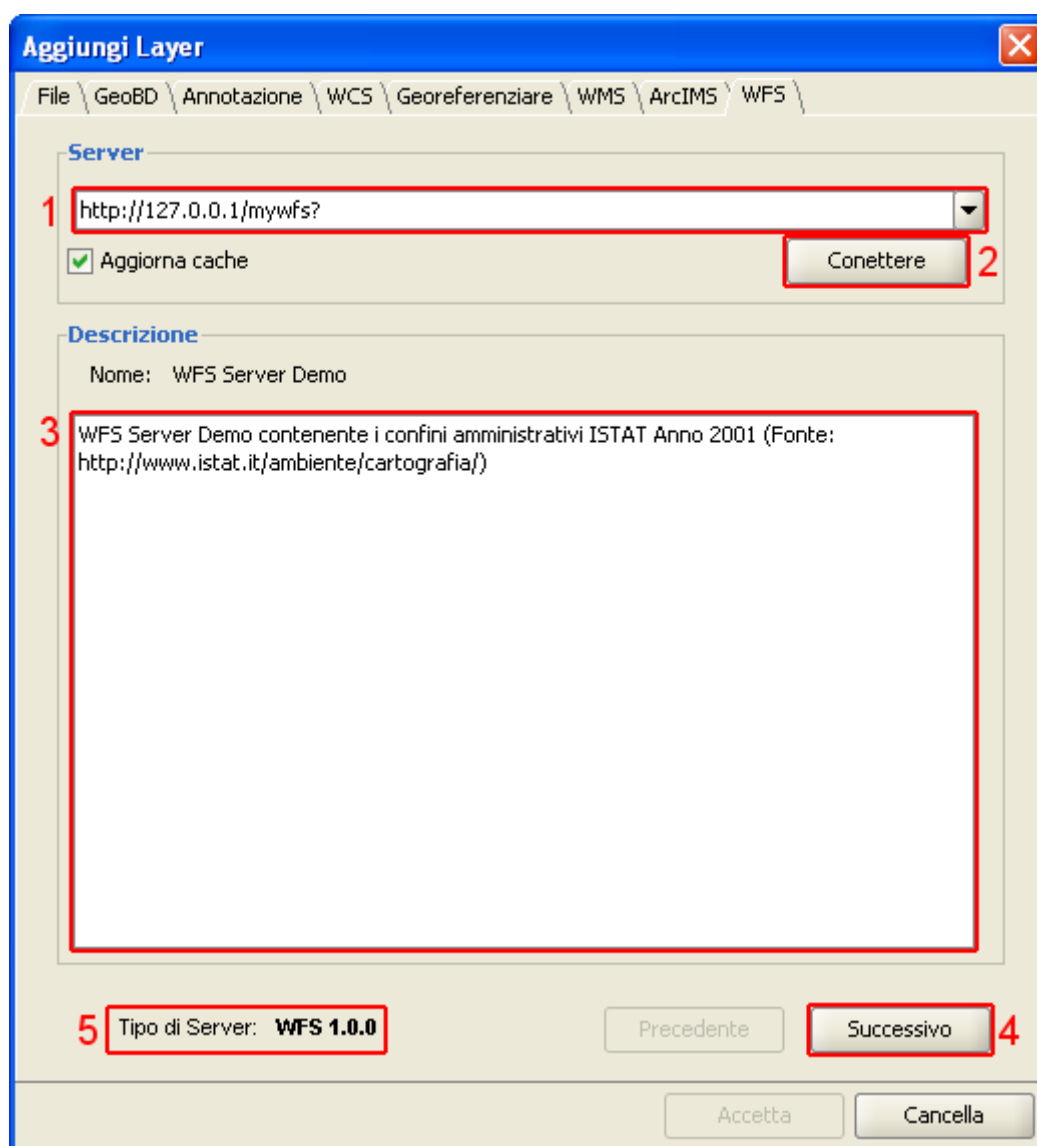 Aggiungi Layer
File GeoBD Annotazione WCS Georeferenziare WMS ArcIMS WFS
Server
1 http://127.0.0.1/mywfs?
Aggiorna cache Conettere 2
Descrizione
Nome: WFS Server Demo
3 WFS Server Demo contenente i confini amministrativi ISTAT Anno 2001 (Fonte:
http://www.istat.it/ambiente/cartografia/)
5 Tipo di Server: WFS 1.0.0 Precedente Successivo 4
Accetta Cancella